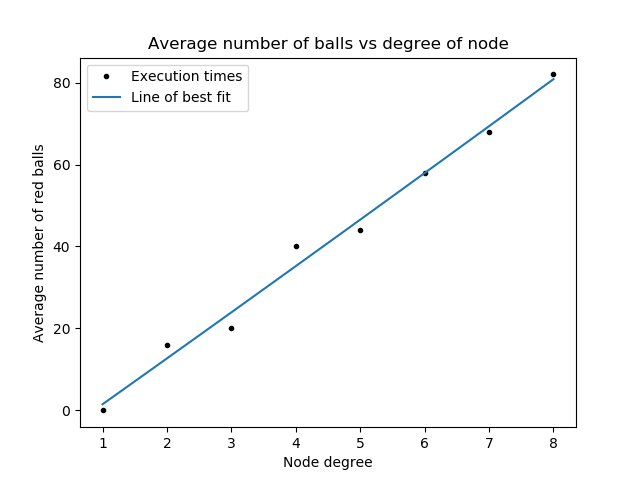 Average number of balls vs degree of node
Execution times
Line of best fit
80
60
40
20
0
Average number of red balls
1 2 3 4 5 6 7 8
Node degree